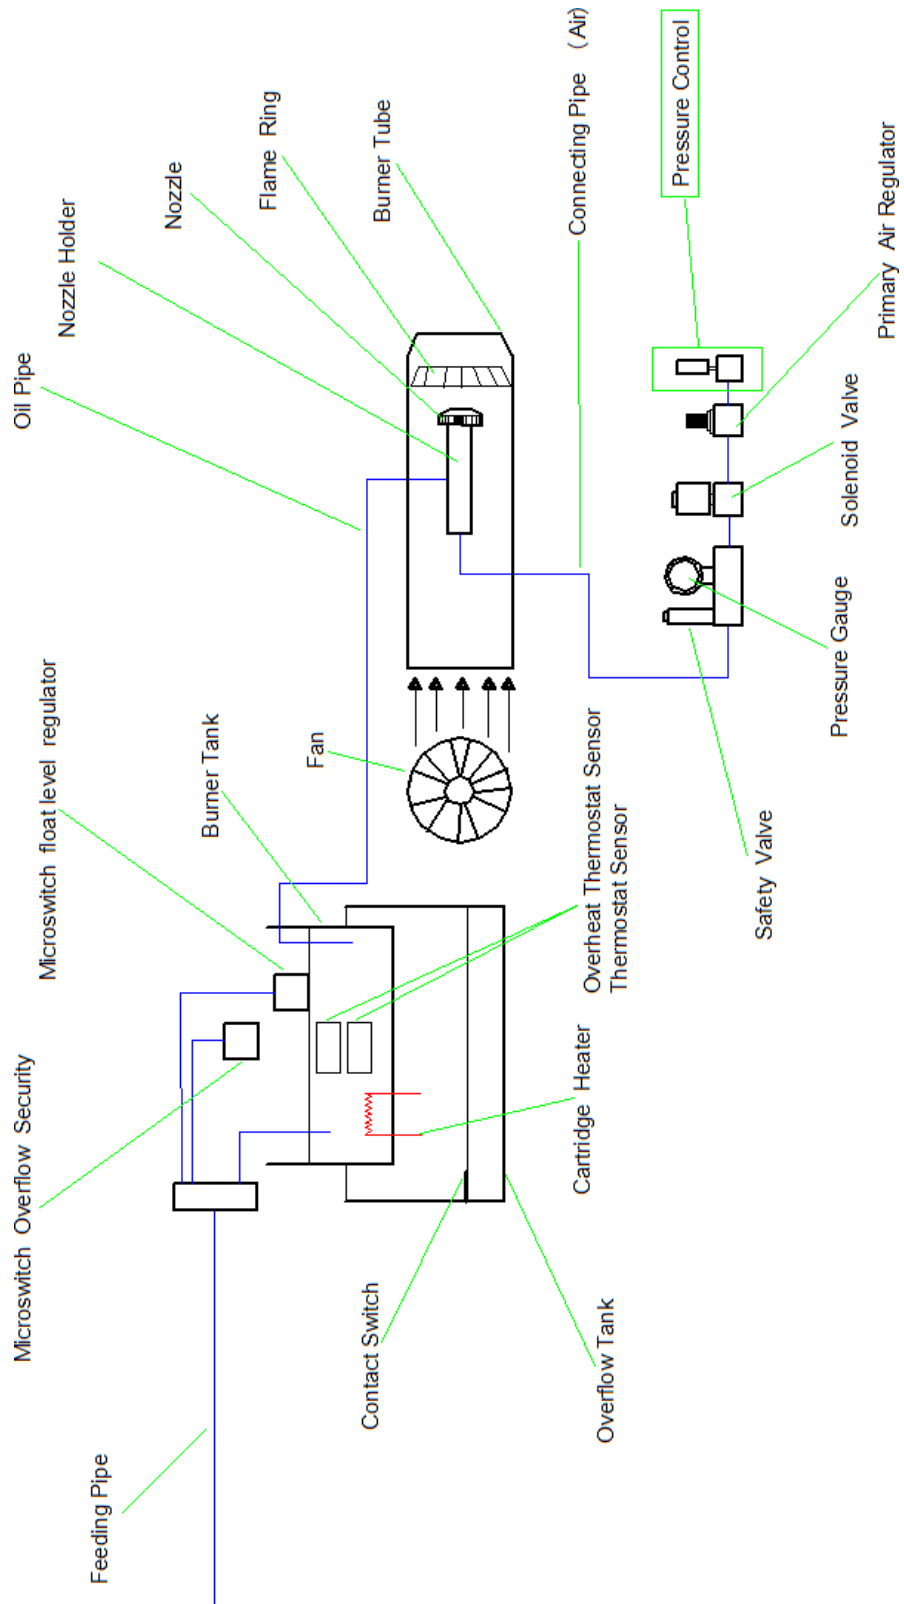 Feeding Pipe
Microswitch Overflow Security
Microswitch float level regulator
Oil Pipe
Nozzle Holder
Nozzle
Flame Ring
Burner Tube
Burner Tank
Fan
Contact Switch
Overflow Tank
Cartridge Heater
Overheat Thermostat Sensor
Thermostat Sensor
Connecting Pipe (Air)
Pressure Control
Safety Valve
Pressure Gauge
Solenoid Valve
Primary Air Regulator